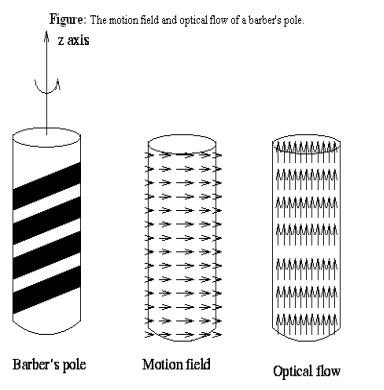 Figure: The motion field and optical flow of a barber's pole.
z axis
Barber's pole
Motion field
Optical flow